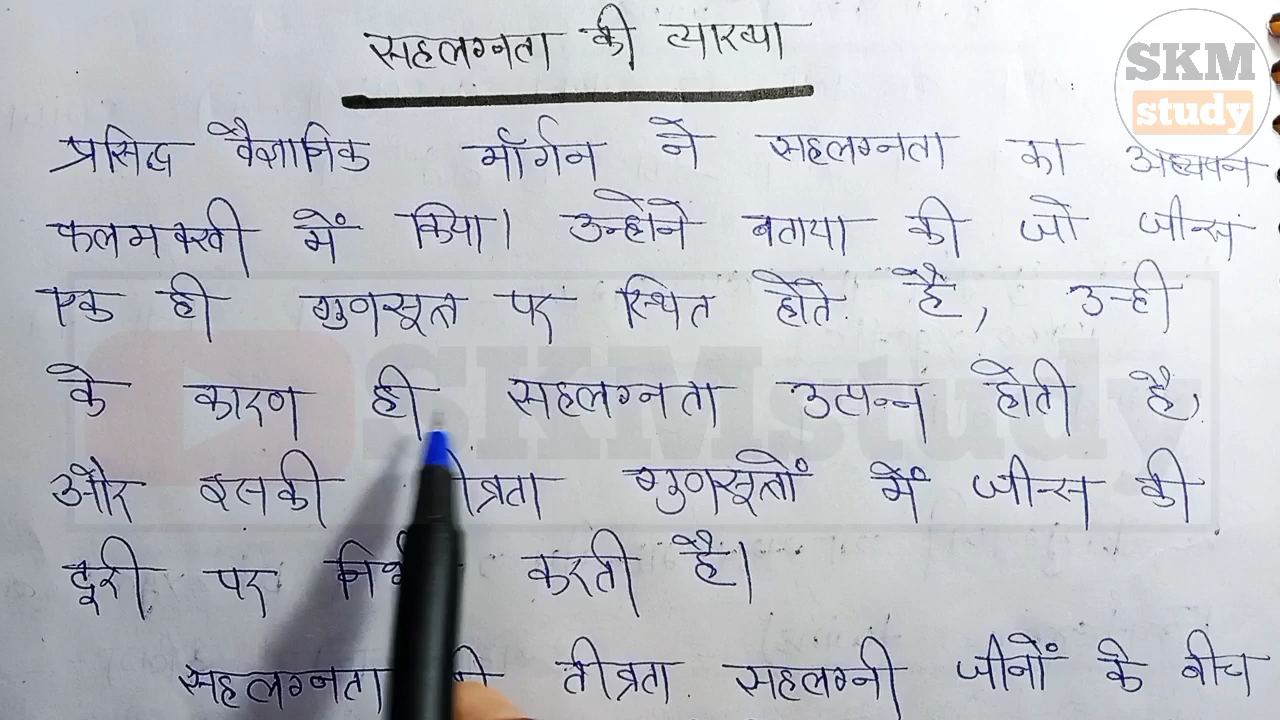 सहलग्नता की व्याख्या
SKM
study
प्रसिद्ध वैज्ञानिक मॉर्गन ने सहलग्नता का अध्ययन
फलमक्खी में किया। उन्होंने बताया की जो जीन्स
एक ही गुणसूत्र पर स्थित होते है, उन्ही
के कारण ही सहलग्नता उत्पन्न होती है,
और इसकी गुणसूत्रों में जीन्स की
दूरी पर करती है।
सहलग्नता तीव्रता सहलग्नी जीनों के बीच
SKMstudy